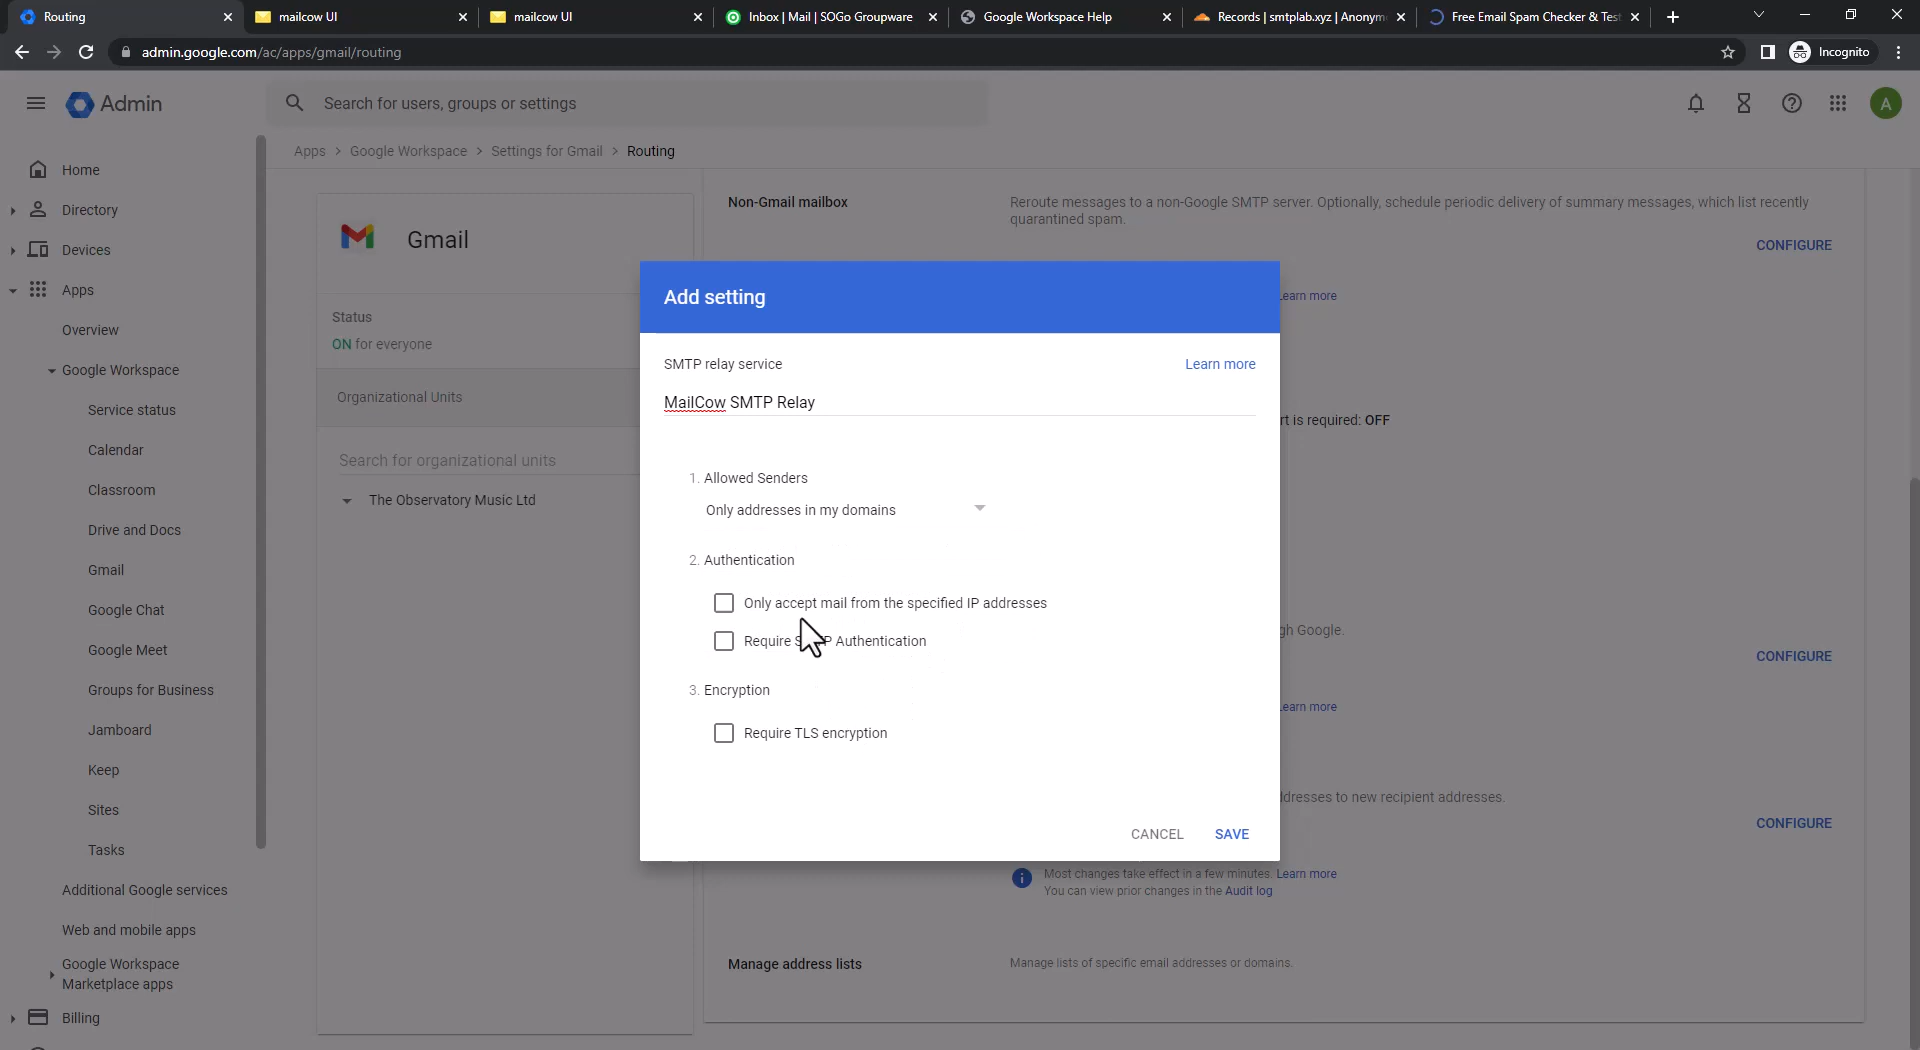 Routing
mailcow UI
mailcow UI
Inbox | Mail | SOGo Groupware
Google Workspace Help
Records | smtplab.xyz | Anonym
Free Email Spam Checker & Test
admin.google.com/ac/apps/gmail/routing
Incognito
Admin
Search for users, groups or settings
A
Apps > Google Workspace > Settings for Gmail > Routing
Home
Directory
Devices
Apps
Overview
Google Workspace
Service status
Calendar
Classroom
Drive and Docs
Gmail
Google Chat
Google Meet
Groups for Business
Jamboard
Keep
Sites
Tasks
Additional Google services
Web and mobile apps
Google Workspace
Marketplace apps
Billing
Gmail
Status
ON for everyone
Organizational Units
Search for organizational units
The Observatory Music Ltd
Non-Gmail mailbox
Reroute messages to a non-Google SMTP server. Optionally, schedule periodic delivery of summary messages, which list recently
quarantined spam.
CONFIGURE
earn more
rt is required: OFF
gh Google.
CONFIGURE
earn more
ddresses to new recipient addresses.
CONFIGURE
Most changes take effect in a few minutes. Learn more
You can view prior changes in the Audit log
Manage address lists
Manage lists of specific email addresses or domains.
Add setting
SMTP relay service
Learn more
MailCow SMTP Relay
1. Allowed Senders
Only addresses in my domains
2. Authentication
Only accept mail from the specified IP addresses
Require S P Authentication
3. Encryption
Require TLS encryption
CANCEL
SAVE